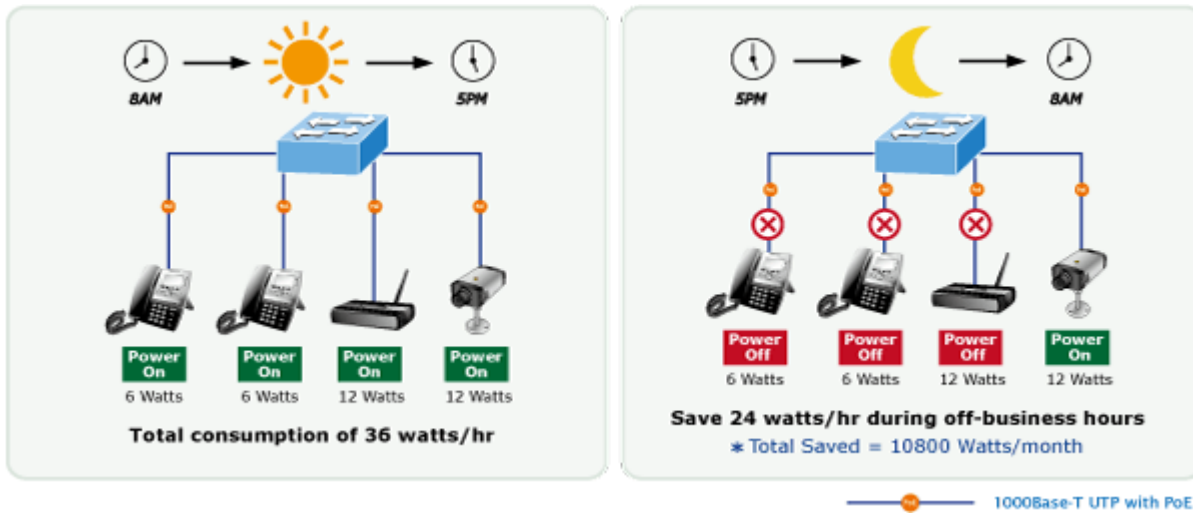 8AM
5PM
Power
On
6 Watts
Power
On
6 Watts
Power
On
12 Watts
Power
On
12 Watts
Total consumption of 36 watts/hr
5PM
8AM
Power
Off
6 Watts
Power
Off
6 Watts
Power
Off
12 Watts
Power
On
12 Watts
Save 24 watts/hr during off-business hours
* Total Saved = 10800 Watts/month
PoE
1000Base-T UTP with PoE